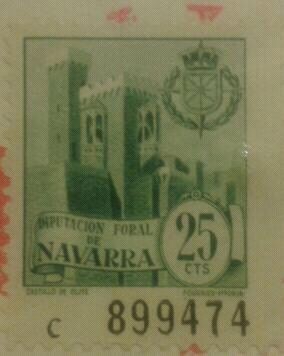 DIPUTACION FORAL
DE
NAVARRA
25
CTS
CASTILLO DE OLITE
C 899474